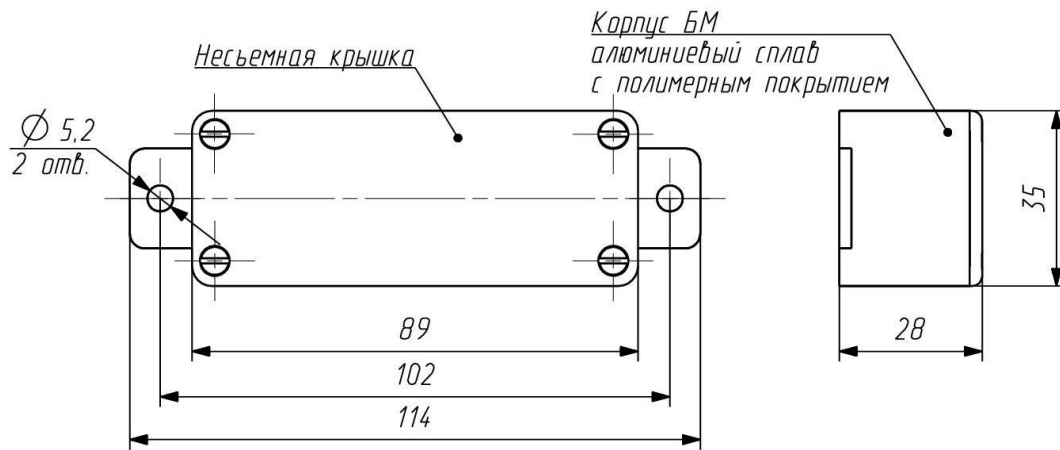 Несъемная крышка
Корпус БМ
алюминиевый сплав
с полимерным покрытием
Ø 5,2
2 отв.
35
89
28
102
114